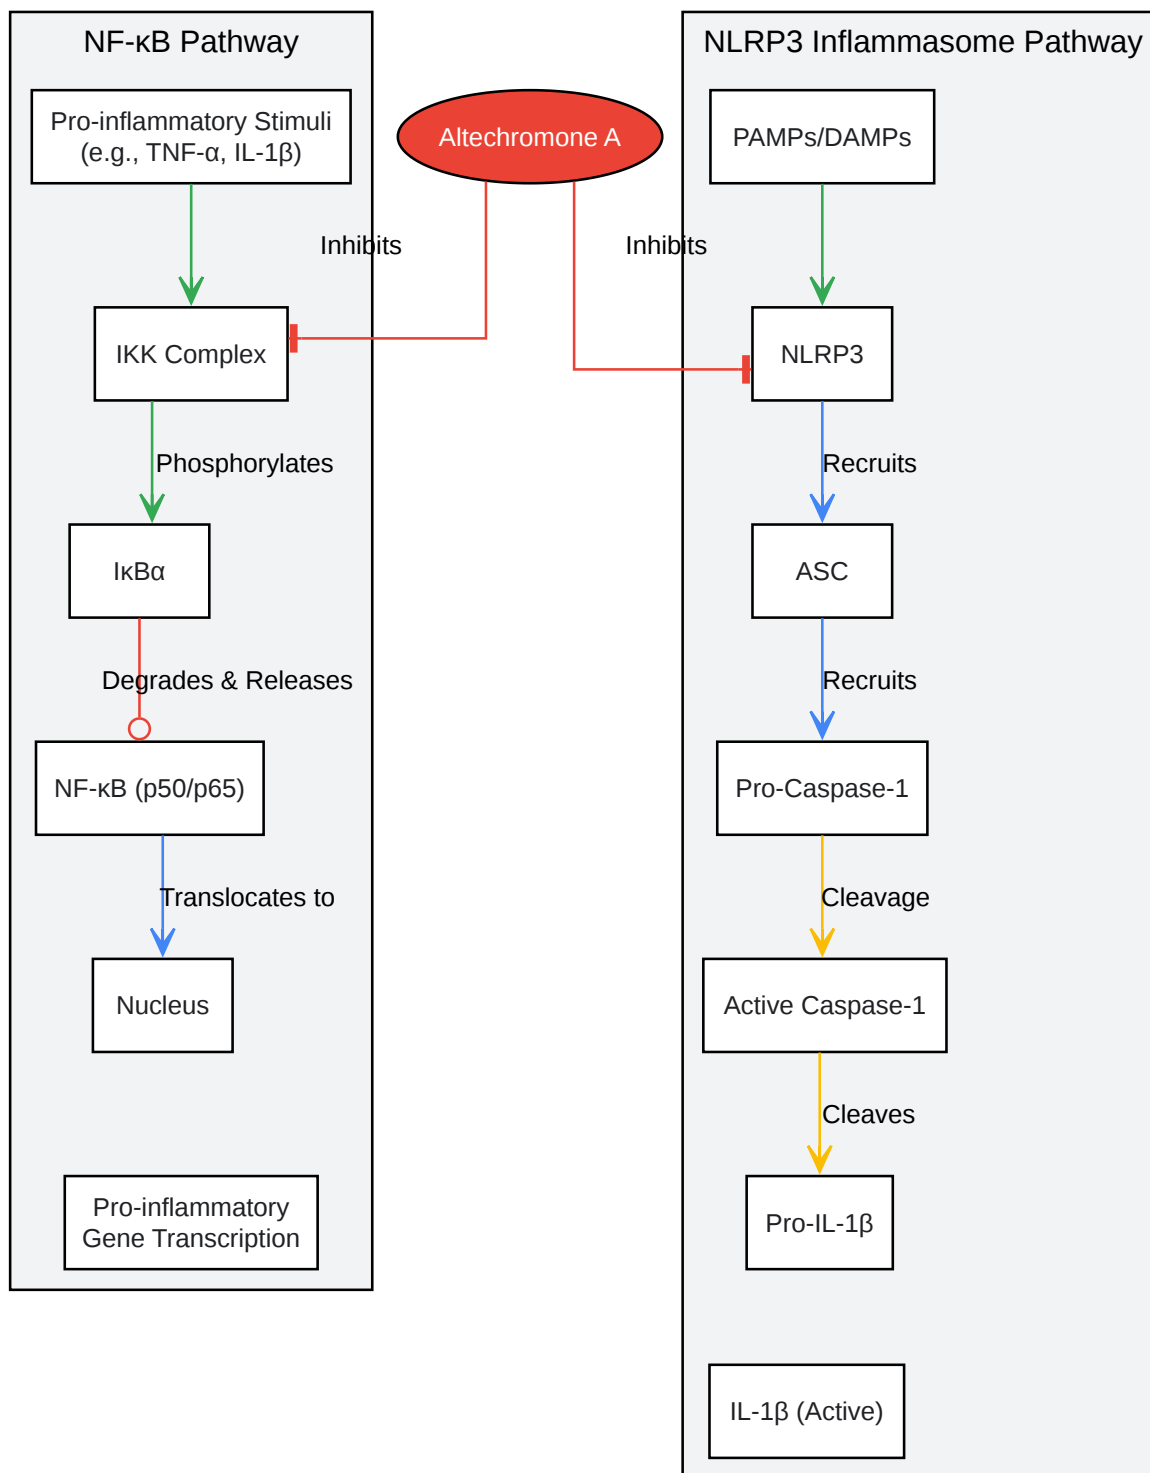 NF-κB Pathway
Pro-inflammatory Stimuli
(e.g., TNF-α, IL-1β)
IKK Complex
Phosphorylates
IκBα
Degrades & Releases
NF-κB (p50/p65)
Translocates to
Nucleus
Pro-inflammatory
Gene Transcription
Altechromone A
Inhibits
Inhibits
NLRP3 Inflammasome Pathway
PAMPs/DAMPs
NLRP3
Recruits
ASC
Recruits
Pro-Caspase-1
Cleavage
Active Caspase-1
Cleaves
Pro-IL-1β
IL-1β (Active)